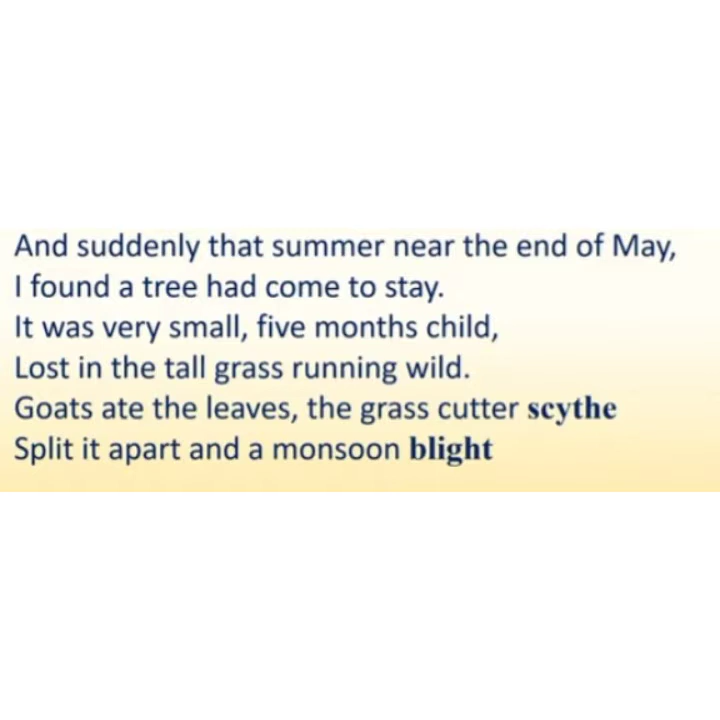 And suddenly that summer near the end of May,
I found a tree had come to stay.
It was very small, five months child,
Lost in the tall grass running wild.
Goats ate the leaves, the grass cutter scythe
Split it apart and a monsoon blight